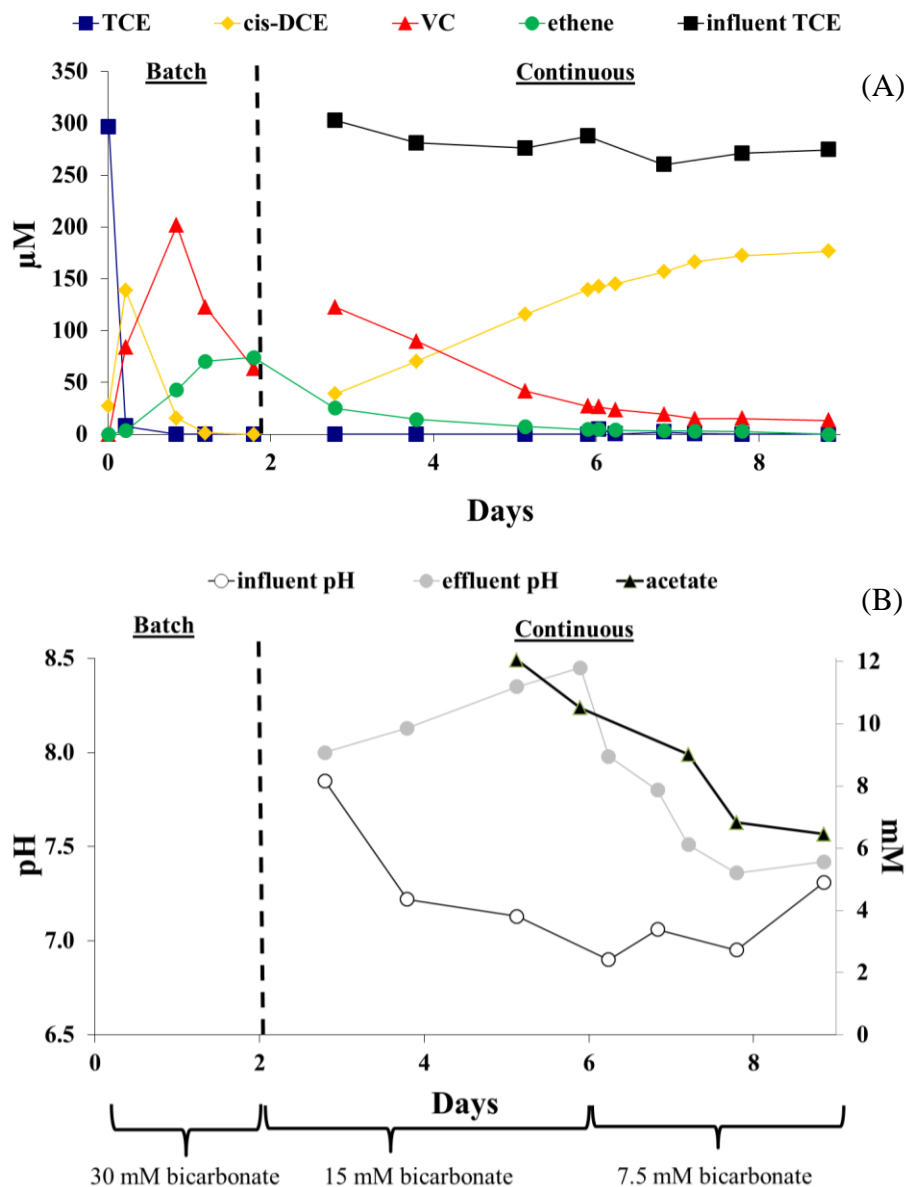 TCE cis-DCE VC ethene influent TCE
Batch Continuous (A)
350
300
250
200
150
100
50
0
µM
0 2 4 6 8
Days
influent pH effluent pH acetate
(B)
Batch Continuous
8.5
8.0
7.5
7.0
6.5
pH
12
10
8
6
4
2
0
mM
0 2 4 6 8
Days
30 mM bicarbonate 15 mM bicarbonate 7.5 mM bicarbonate